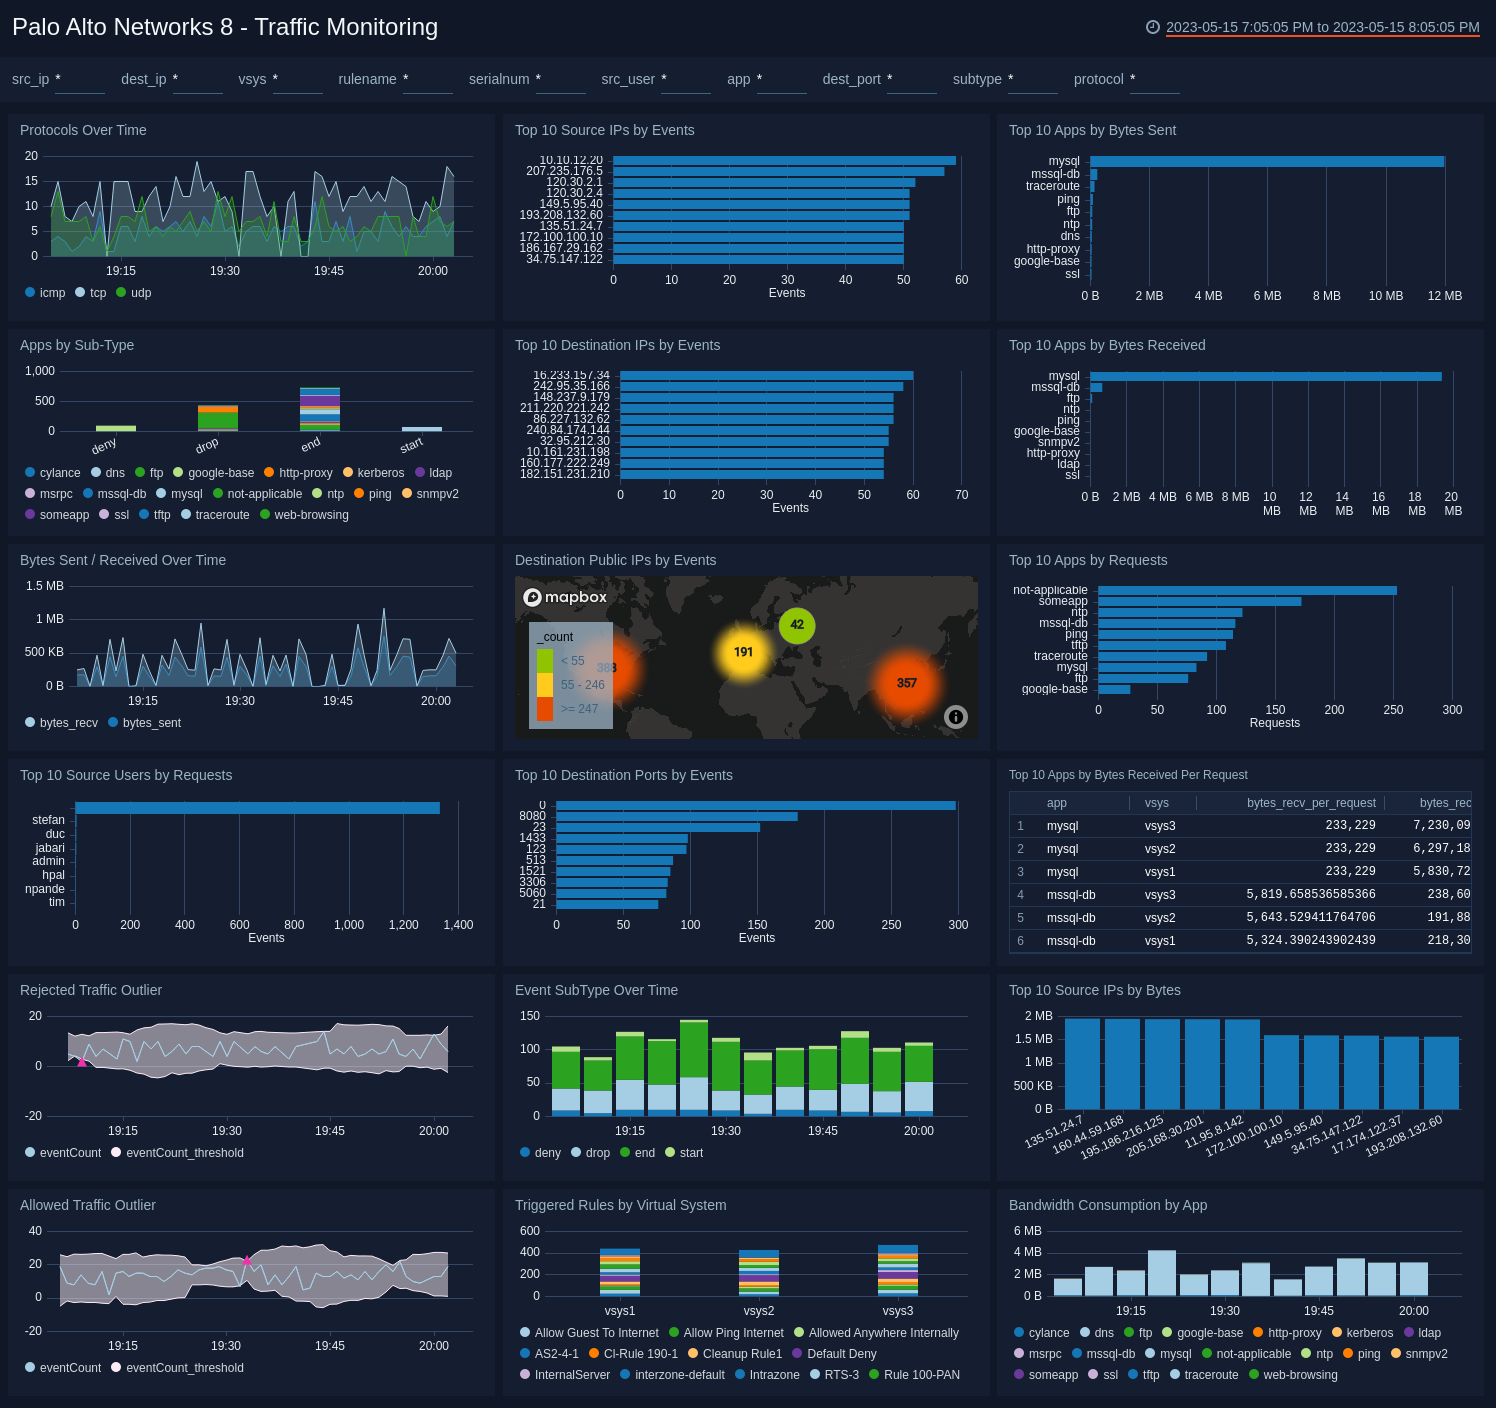 Palo Alto Networks 8 - Traffic Monitoring
2023-05-15 7:05:05 PM to 2023-05-15 8:05:05 PM
src_ip * dest_ip * vsys * rulename * serialnum * src_user * app * dest_port * subtype * protocol *
Protocols Over Time
20
15
10
5
0
19:15 19:30 19:45 20:00
icmp tcp udp
Top 10 Source IPs by Events
10.10.12.20
207.235.176.5
120.30.2.1
120.30.2.4
149.5.95.40
193.208.132.60
135.51.24.7
172.100.100.10
186.167.29.162
34.75.147.122
0 10 20 30 40 50 60
Events
Top 10 Apps by Bytes Sent
mysql
mssql-db
traceroute
ping
ftp
ntp
dns
http-proxy
google-base
ssl
0 B 2 MB 4 MB 6 MB 8 MB 10 MB 12 MB
Apps by Sub-Type
1,000
500
0
deny drop end start
cylance dns ftp google-base http-proxy kerberos ldap
msrpc mssql-db mysql not-applicable ntp ping snmpv2
someapp ssl tftp traceroute web-browsing
Top 10 Destination IPs by Events
16.233.157.34
242.95.35.166
148.237.9.179
211.220.221.242
86.227.132.62
240.84.174.144
32.95.212.30
10.161.231.198
160.177.222.249
182.151.231.210
0 10 20 30 40 50 60 70
Events
Top 10 Apps by Bytes Received
mysql
mssql-db
ftp
ntp
ping
google-base
snmpv2
http-proxy
ldap
ssl
0 B 2 MB 4 MB 6 MB 8 MB 10 12 14 16 18 20
MB MB MB MB MB MB
Bytes Sent / Received Over Time
1.5 MB
1 MB
500 KB
0 B
19:15 19:30 19:45 20:00
bytes_recv bytes_sent
Destination Public IPs by Events
mapbox
_count
< 55
55 - 246
>= 247
383
191
42
357
Top 10 Apps by Requests
not-applicable
someapp
ntp
mssql-db
ping
tftp
traceroute
mysql
ftp
google-base
0 50 100 150 200 250 300
Requests
Top 10 Source Users by Requests
stefan
duc
jabari
admin
hpal
npande
tim
0 200 400 600 800 1,000 1,200 1,400
Events
Top 10 Destination Ports by Events
0
8080
23
1433
123
513
1521
3306
5060
21
0 50 100 150 200 250 300
Events
Top 10 Apps by Bytes Received Per Request
app vsys bytes_recv_per_request bytes_rec
1 mysql vsys3 233,229 7,230,09
2 mysql vsys2 233,229 6,297,18
3 mysql vsys1 233,229 5,830,72
4 mssql-db vsys3 5,819.658536585366 238,60
5 mssql-db vsys2 5,643.529411764706 191,88
6 mssql-db vsys1 5,324.390243902439 218,30
Rejected Traffic Outlier
20
0
-20
19:15 19:30 19:45 20:00
eventCount eventCount_threshold
Event SubType Over Time
150
100
50
0
19:15 19:30 19:45 20:00
deny drop end start
Top 10 Source IPs by Bytes
2 MB
1.5 MB
1 MB
500 KB
0 B
135.51.24.7 160.44.59.168 195.186.216.125 205.168.30.201 11.95.8.142 172.100.100.10 149.5.95.40 34.75.147.122 17.174.122.37 193.208.132.60
Allowed Traffic Outlier
40
20
0
-20
19:15 19:30 19:45 20:00
eventCount eventCount_threshold
Triggered Rules by Virtual System
600
400
200
0
vsys1 vsys2 vsys3
Allow Guest To Internet Allow Ping Internet Allowed Anywhere Internally
AS2-4-1 Cl-Rule 190-1 Cleanup Rule1 Default Deny
InternalServer interzone-default Intrazone RTS-3 Rule 100-PAN
Bandwidth Consumption by App
6 MB
4 MB
2 MB
0 B
19:15 19:30 19:45 20:00
cylance dns ftp google-base http-proxy kerberos ldap
msrpc mssql-db mysql not-applicable ntp ping snmpv2
someapp ssl tftp traceroute web-browsing